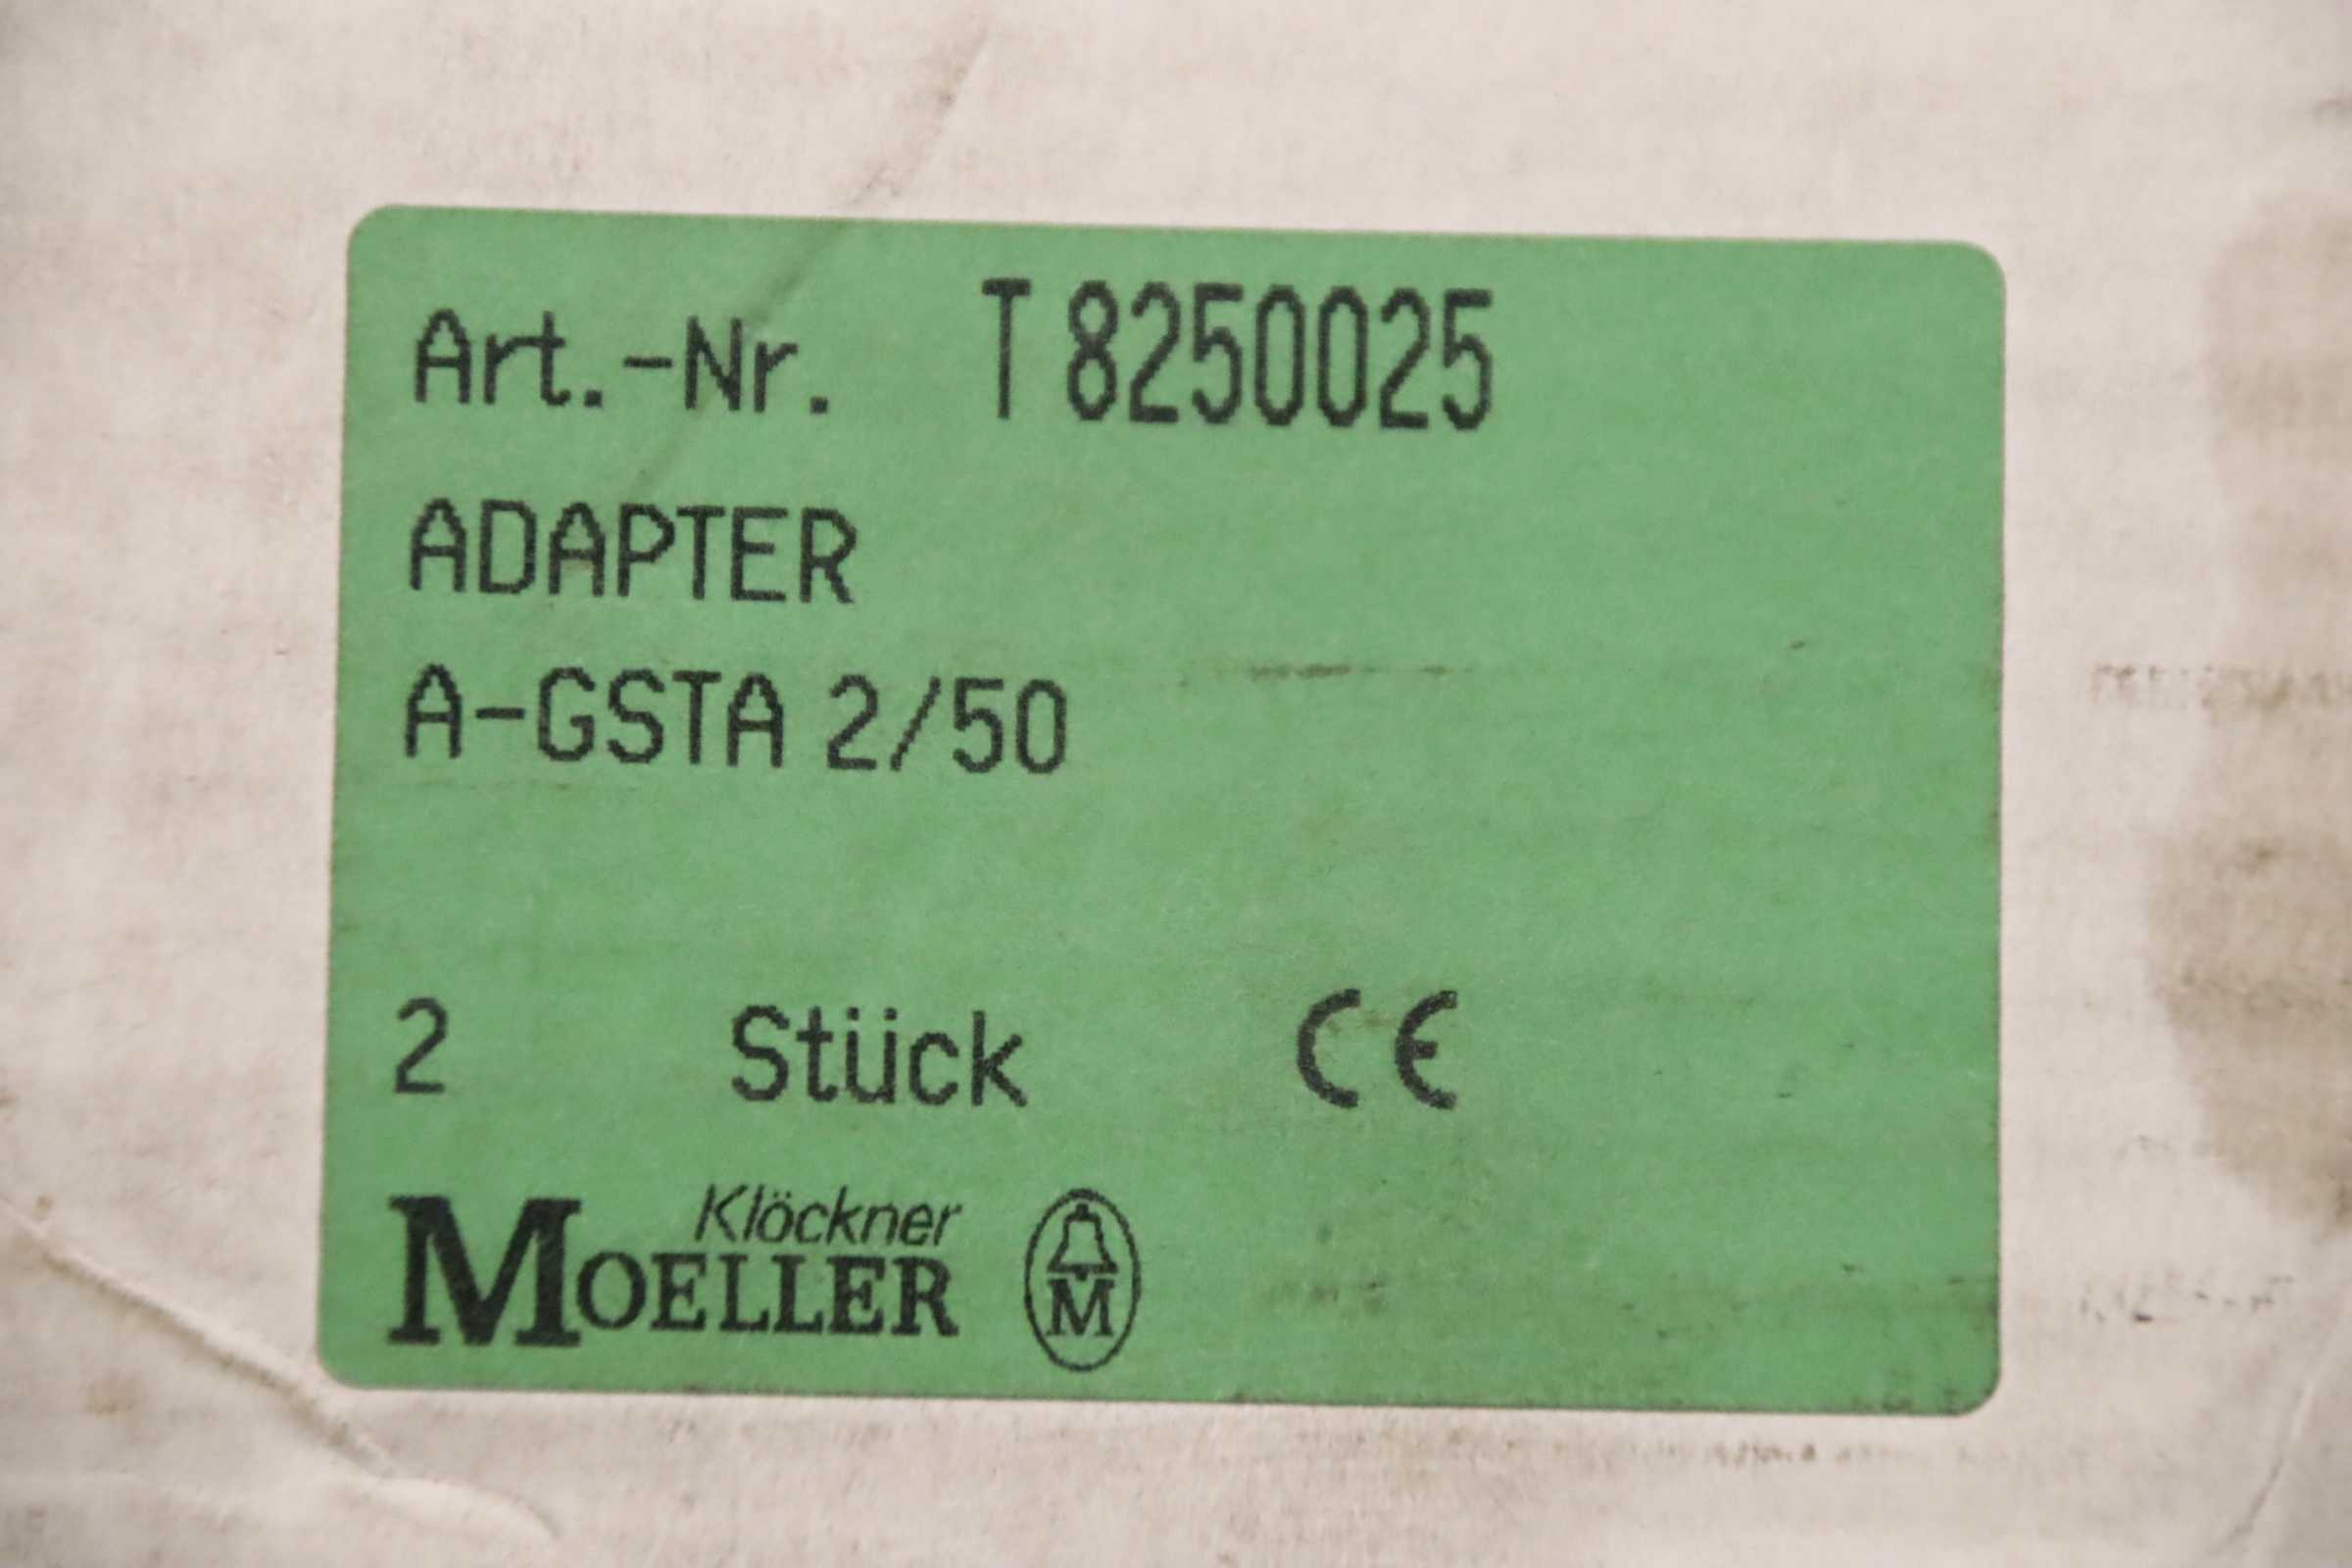 Art.-Nr. T 8250025
ADAPTER
A-GSTA 2/50
2 Stück CE
Klöckner
MOELLER M